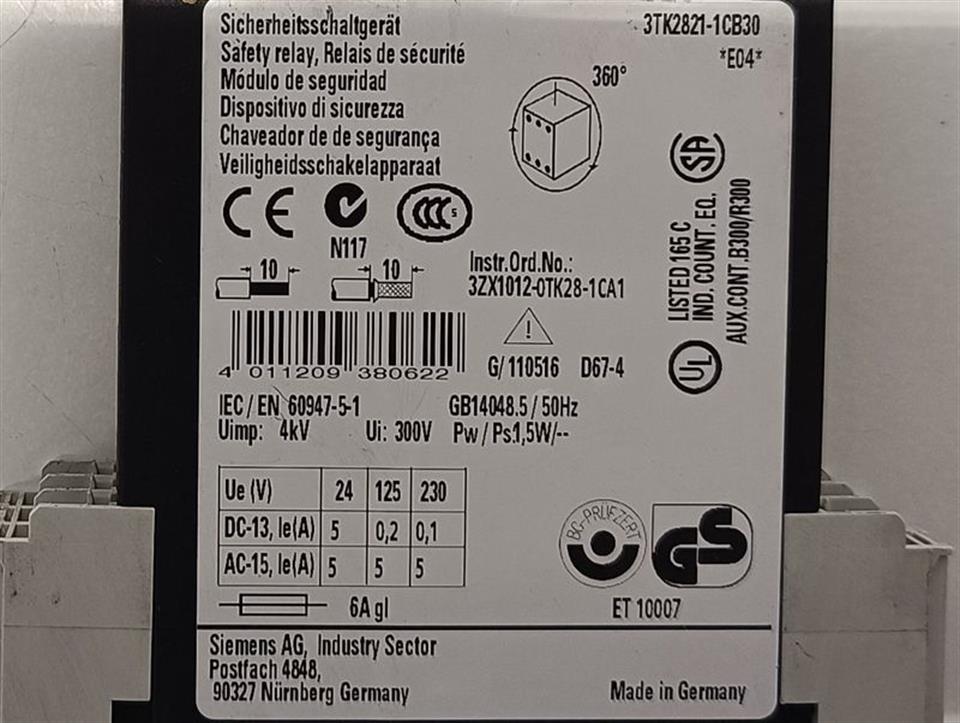 Sicherheitsschaltgerät
3TK2821-1CB30
Safety relay, Relais de sécurité
*E04*
Módulo de seguridad
360°
Dispositivo di sicurezza
Chaveador de de segurança
Veiligheidsschakelapparaat
CE
CCC S
SA
N117
LISTED 165 C
IND. CONT. EQ.
AUX.CONT.B300/R300
UL
10
10
Instr.Ord.No.:
3ZX1012-0TK28-1CA1
!
4 011209 380622
G/ 110516 D67-4
IEC / EN 60947-5-1
GB14048.5 / 50Hz
Uimp: 4kV
Ui: 300V
Pw / Ps:1,5W/--
Ue (V) 24 125 230
DC-13, Ie(A) 5 0,2 0,1
AC-15, Ie(A) 5 5 5
6A gl
BG-PRÜFZERT
GS
ET 10007
Siemens AG, Industry Sector
Postfach 4848,
90327 Nürnberg Germany
Made in Germany